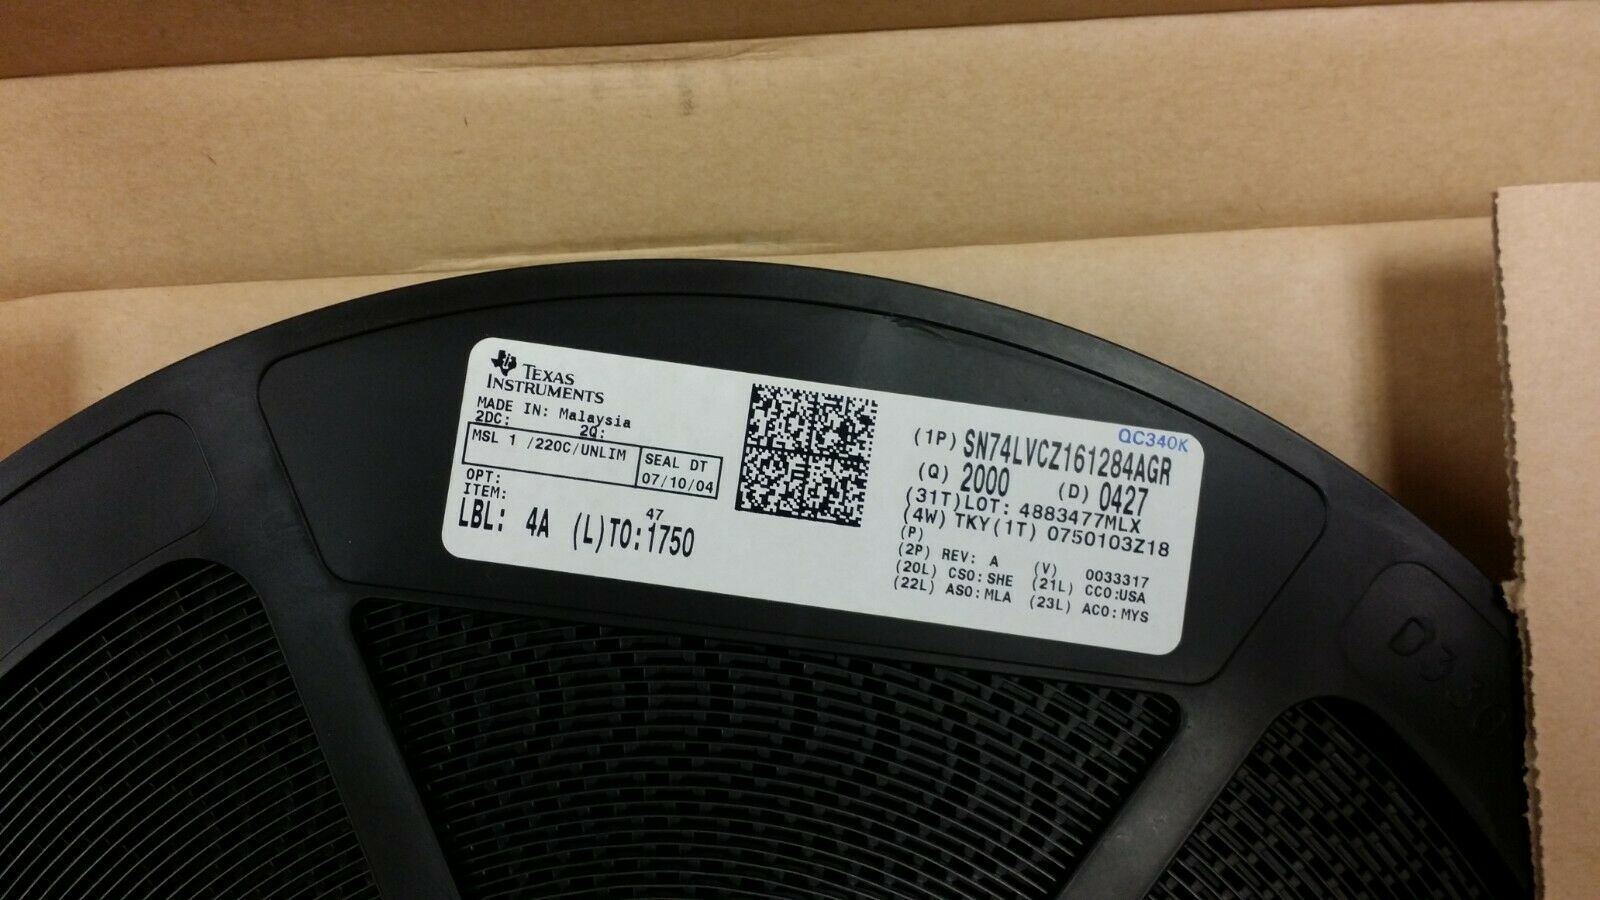 TEXAS
INSTRUMENTS
MADE IN: Malaysia
2DC: 2Q:
MSL 1 /220C/UNLIM
SEAL DT
07/10/04
OPT:
ITEM:
47
LBL: 4A (L)TO:1750
QC340K
(1P) SN74LVCZ161284AGR
(Q) 2000 (D) 0427
(31T)LOT: 4883477MLX
(4W) TKY(1T) 0750103Z18
(P)
(2P) REV: A (V) 0033317
(20L) CSO:SHE (21L) CCO:USA
(22L) ASO:MLA (23L) ACO:MYS
D330